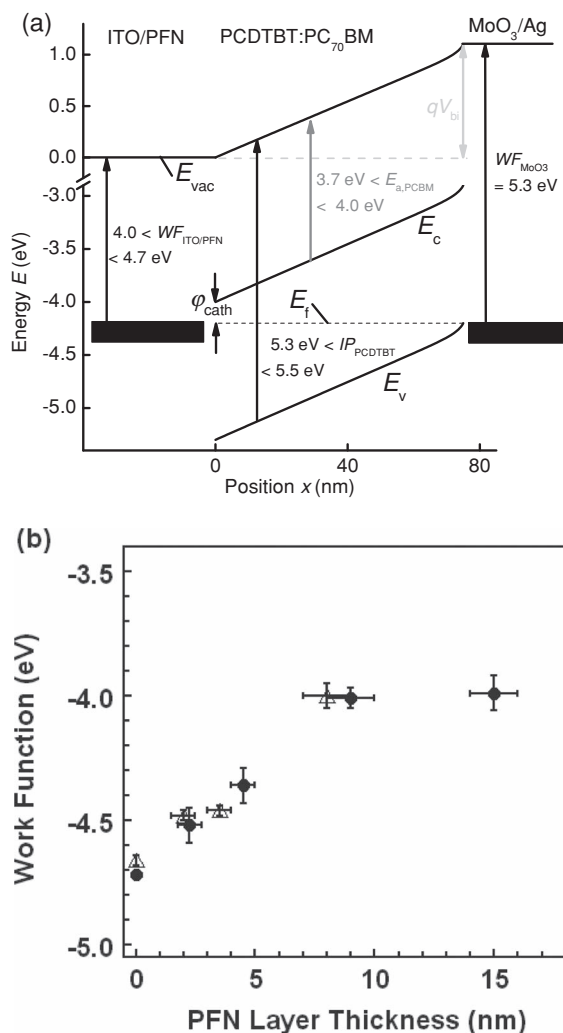 (a)
ITO/PFN
PCDTBT:PC70BM
MoO3/Ag
1.0
0.5
0.0
-3.0
-3.5
-4.0
-4.5
-5.0
Energy E (eV)
qVbi
Evac
3.7 eV < Ea,PCBM
< 4.0 eV
WFMoO3
= 5.3 eV
4.0 < WFITO/PFN
< 4.7 eV
Ec
φcath
Ef
5.3 eV < IPPCDTBT
< 5.5 eV
Ev
0
40
80
Position x (nm)
(b)
-3.5
-4.0
-4.5
-5.0
Work Function (eV)
0
5
10
15
PFN Layer Thickness (nm)